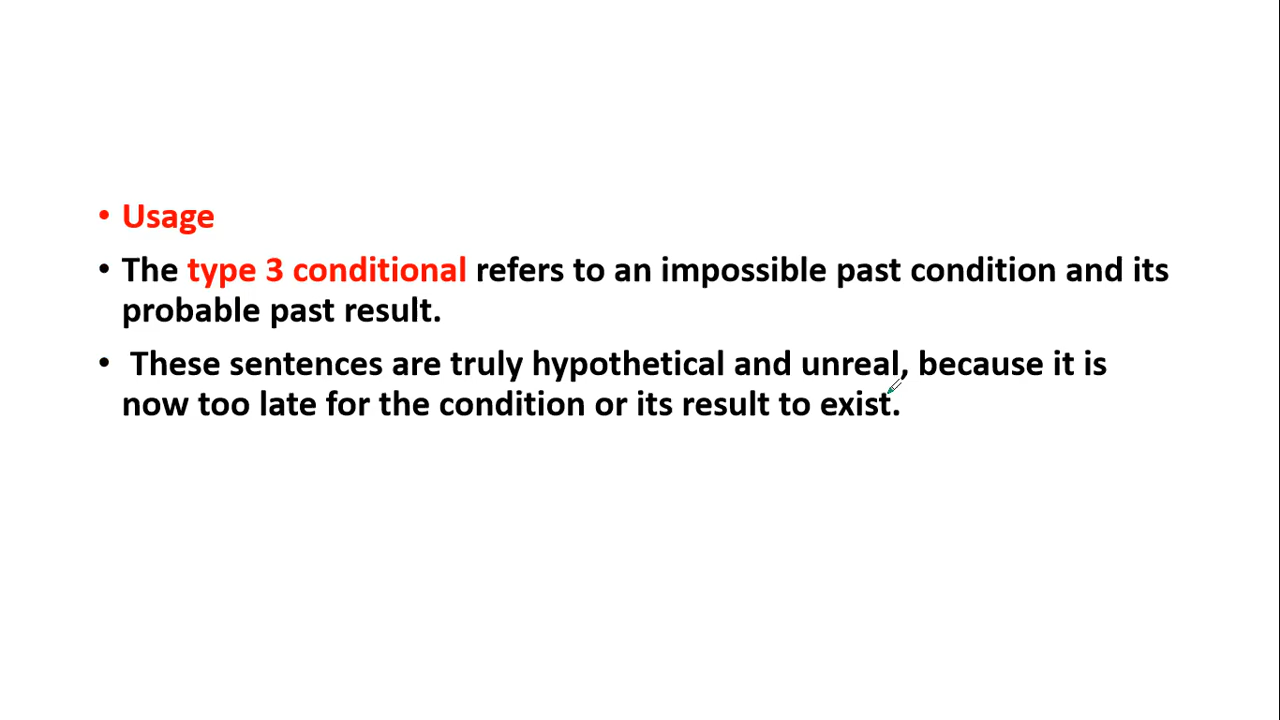 • Usage
• The type 3 conditional refers to an impossible past condition and its
probable past result.
• These sentences are truly hypothetical and unreal, because it is
now too late for the condition or its result to exist.